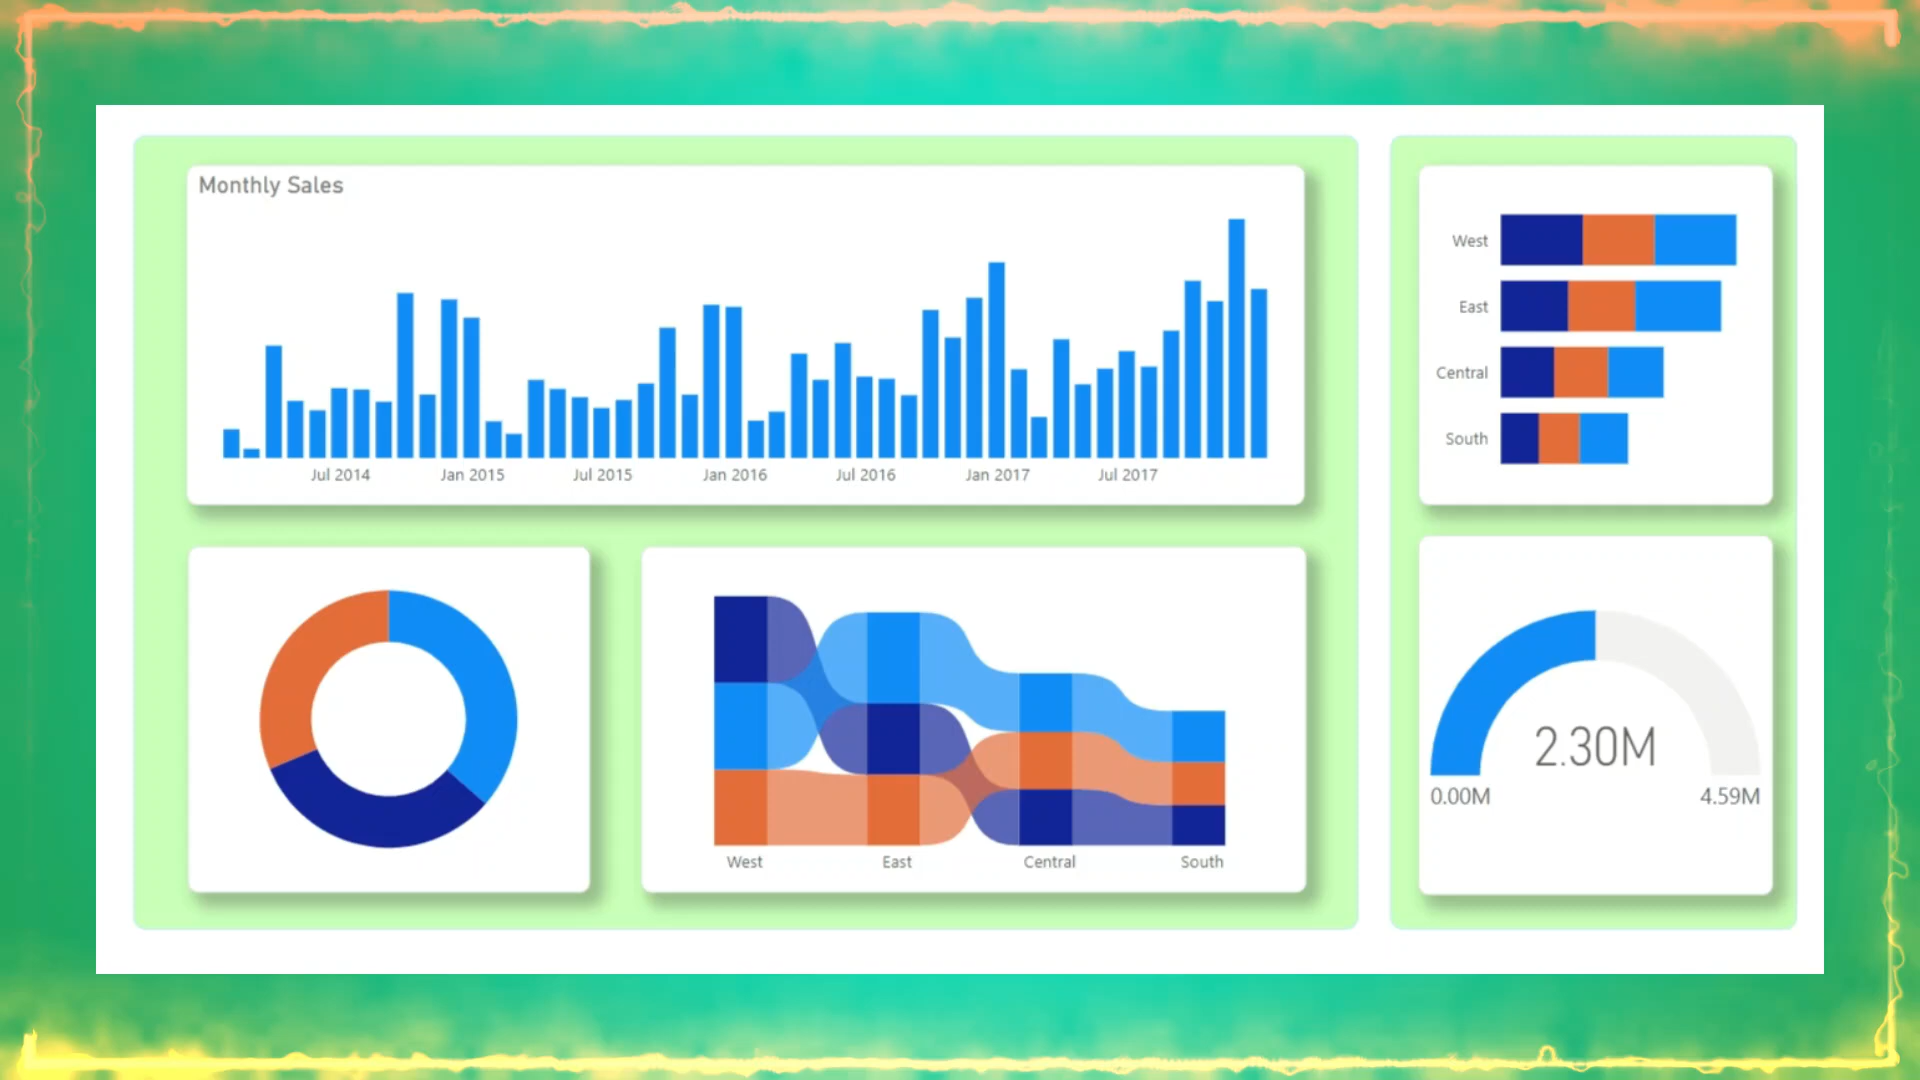 Monthly Sales
Jul 2014 Jan 2015 Jul 2015 Jan 2016 Jul 2016 Jan 2017 Jul 2017
West
East
Central
South
West East Central South
2.30M
0.00M 4.59M